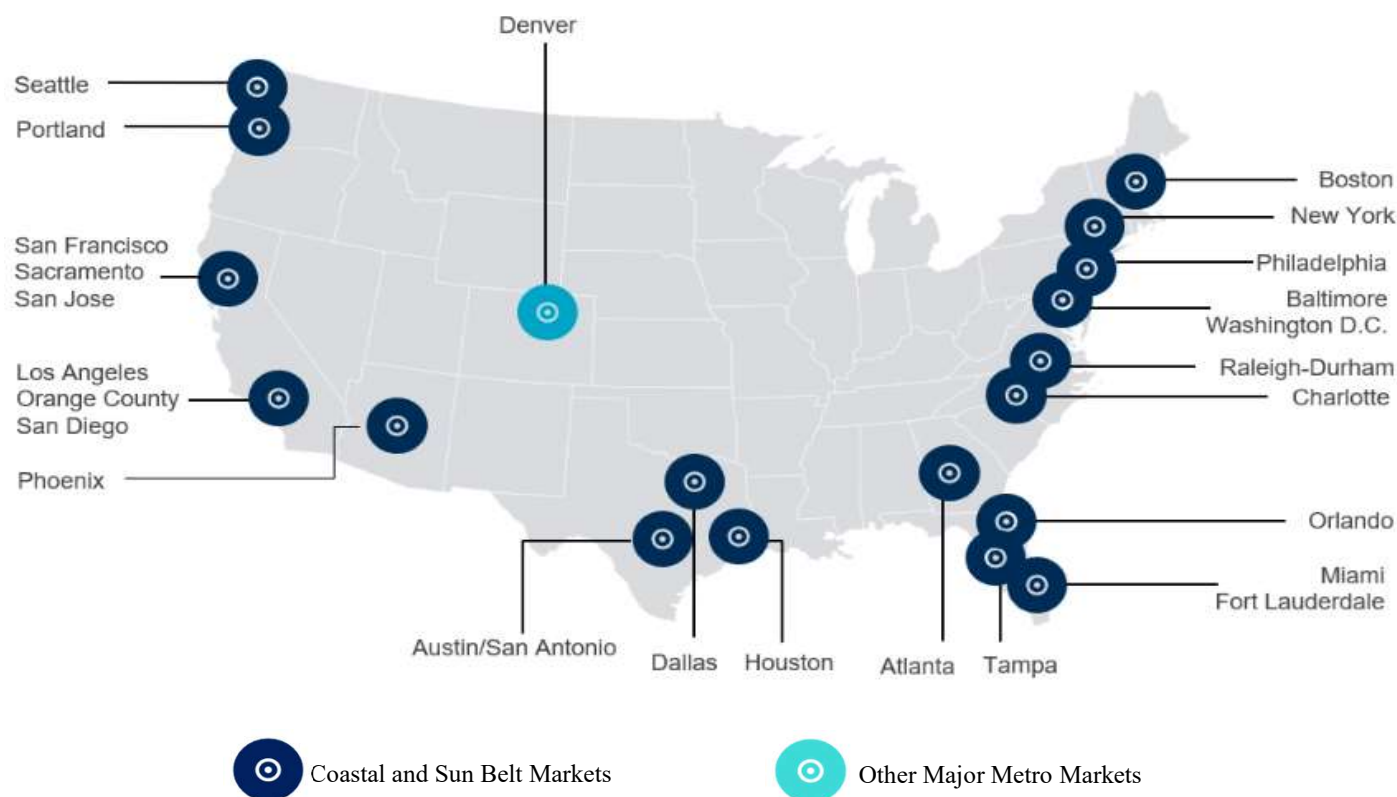 Denver
Seattle
Portland
San Francisco
Sacramento
San Jose
Los Angeles
Orange County
San Diego
Phoenix
Boston
New York
Philadelphia
Baltimore
Washington D.C.
Raleigh-Durham
Charlotte
Orlando
Miami
Fort Lauderdale
Austin/San Antonio
Dallas
Houston
Atlanta
Tampa
Coastal and Sun Belt Markets
Other Major Metro Markets